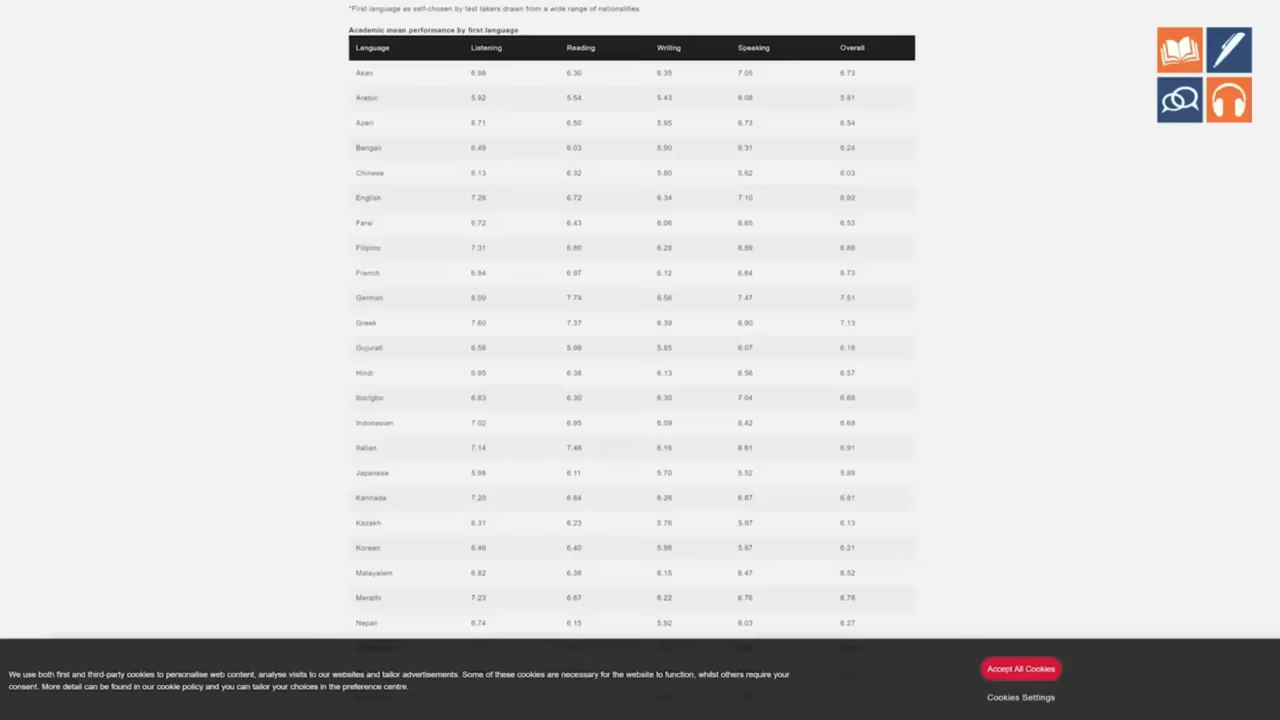 *First language as self-chosen by test takers drawn from a wide range of nationalities
Academic mean performance by first language
Language Listening Reading Writing Speaking Overall
Akan 6.98 6.30 6.35 7.05 6.73
Arabic 5.92 5.54 5.43 6.08 5.81
Azeri 6.71 6.50 5.95 6.73 6.54
Bengali 6.49 6.03 5.90 6.31 6.24
Chinese 6.13 6.32 5.80 5.62 6.03
English 7.26 6.72 6.34 7.10 6.92
Farsi 6.72 6.43 6.06 6.65 6.53
Filipino 7.31 6.80 6.28 6.89 6.88
French 6.94 6.97 6.12 6.64 6.73
German 8.00 7.74 6.56 7.47 7.51
Greek 7.60 7.37 6.39 6.90 7.13
Gujurati 6.56 5.98 5.85 6.07 6.18
Hindi 6.95 6.38 6.13 6.56 6.57
Ibo/Igbo 6.83 6.30 6.30 7.04 6.68
Indonesian 7.02 6.95 6.09 6.42 6.68
Italian 7.14 7.46 6.16 6.61 6.91
Japanese 5.98 6.11 5.70 5.52 5.89
Kannada 7.20 6.64 6.28 6.87 6.81
Kazakh 6.31 6.23 5.76 5.97 6.13
Korean 6.46 6.40 5.86 5.87 6.21
Malayalam 6.82 6.38 6.15 6.47 6.52
Marathi 7.23 6.67 6.22 6.76 6.78
Nepali 6.74 6.15 5.92 6.03 6.27
We use both first and third-party cookies to personalise web content, analyse visits to our websites and tailor advertisements. Some of these cookies are necessary for the website to function, whilst others require your
consent. More detail can be found in our cookie policy and you can tailor your choices in the preference centre.
Accept All Cookies
Cookies Settings